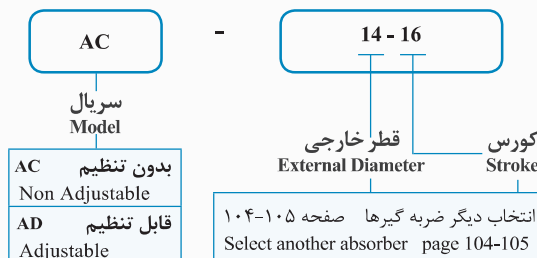 AC - 14 - 16
سریال
Model
بدون تنظیم AC
Non Adjustable
قابل تنظیم AD
Adjustable
قطر خارجی
External Diameter
کورس
Stroke
انتخاب دیگر ضربه گیرها صفحه ۱۰۵-۱۰۴
Select another absorber page 104-105